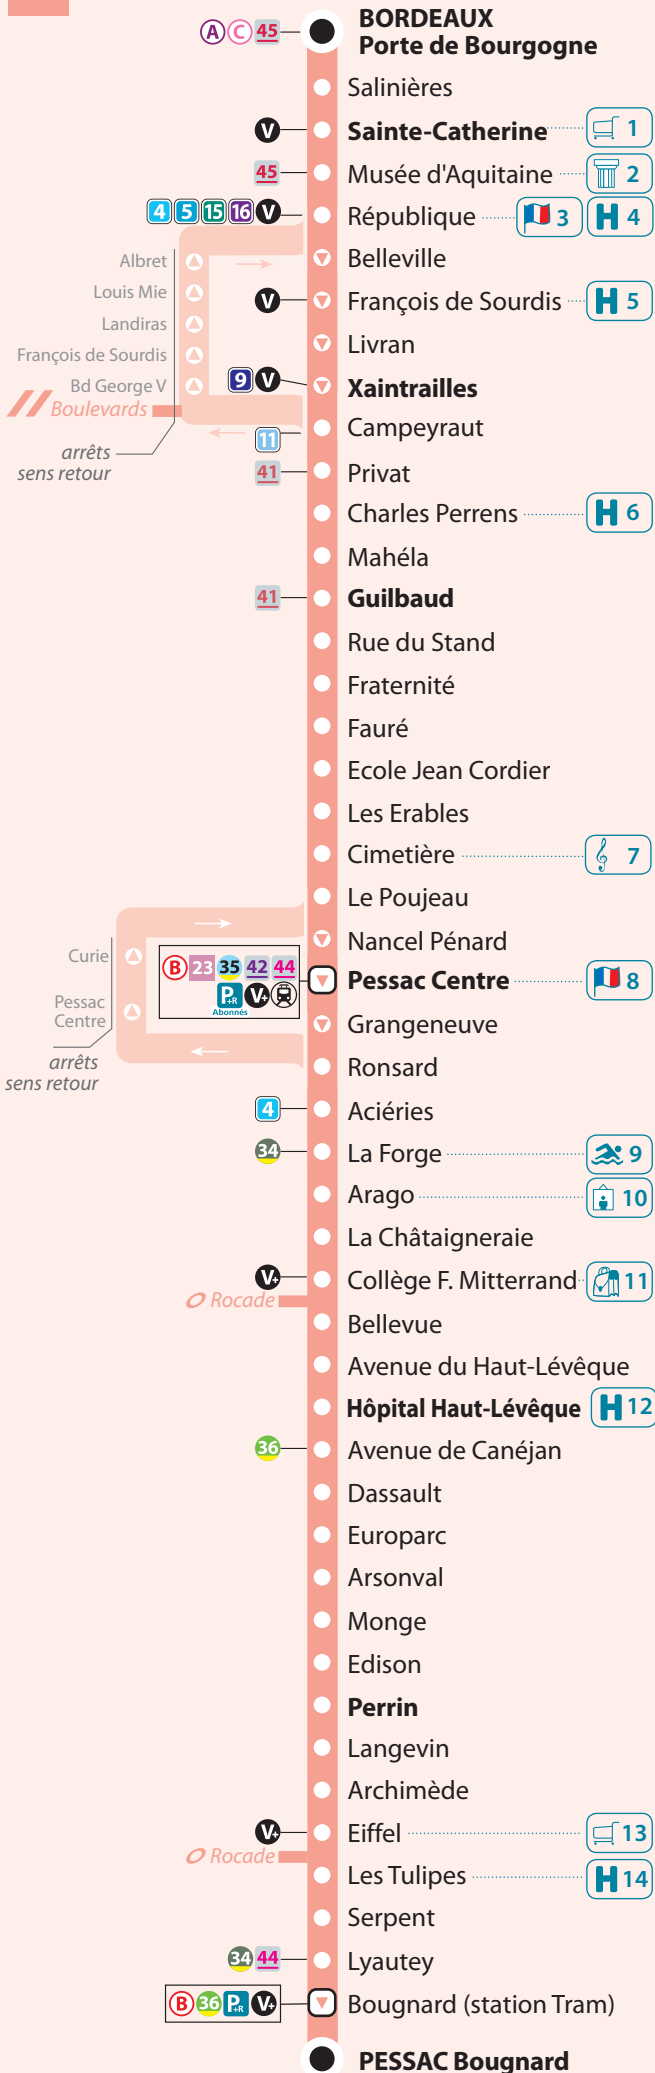 BORDEAUX
A C 45 Porte de Bourgogne
Salinières
V Sainte-Catherine 1
45 Musée d'Aquitaine 2
4 5 15 16 V République 3 H 4
Albret Belleville
Louis Mie V François de Sourdis H 5
Landiras
François de Sourdis Livran
Bd George V 9 V Xaintrailles
Boulevards
11 Campeyraut
arrêts
sens retour
41 Privat
Charles Perrens H 6
Mahéla
41 Guilbaud
Rue du Stand
Fraternité
Fauré
Ecole Jean Cordier
Les Erables
Cimetière 7
Le Poujeau
Nancel Pénard
Curie
B 23 35 42 44 Pessac Centre 8
P+R V+
Abonnés
Pessac
Centre
Grangeneuve
arrêts
sens retour
Ronsard
4 Aciéries
34 La Forge 9
Arago 10
La Châtaigneraie
V+ Collège F. Mitterrand 11
Rocade
Bellevue
Avenue du Haut-Lévêque
Hôpital Haut-Lévêque H 12
36 Avenue de Canéjan
Dassault
Europarc
Arsonval
Monge
Edison
Perrin
Langevin
Archimède
V+ Eiffel 13
Rocade
Les Tulipes H 14
Serpent
34 44 Lyautey
B 36 P+R V+ Bougnard (station Tram)
PESSAC Bougnard